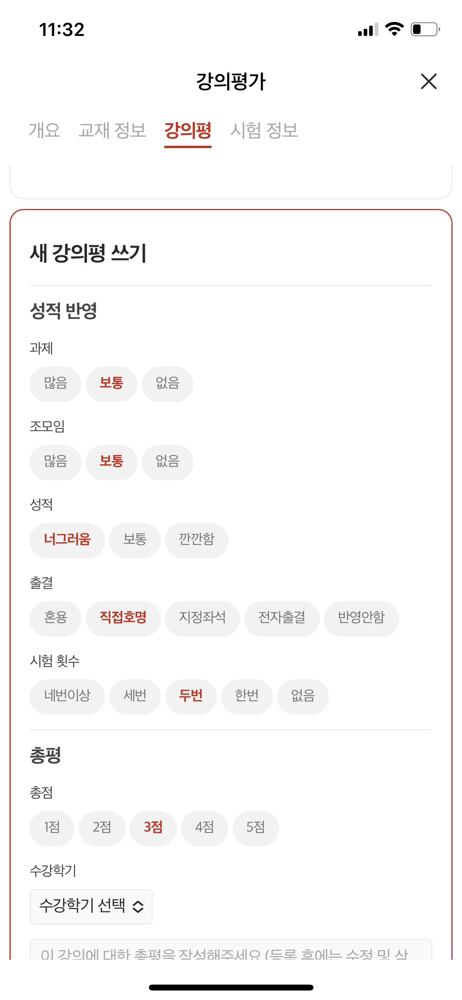 11:32
강의평가
개요 교재 정보 강의평 시험 정보
새 강의평 쓰기
성적 반영
과제
많음 보통 없음
조모임
많음 보통 없음
성적
너그러움 보통 깐깐함
출결
혼용 직접호명 지정좌석 전자출결 반영안함
시험 횟수
네번이상 세번 두번 한번 없음
총평
총점
1점 2점 3점 4점 5점
수강학기
수강학기 선택
이 강의에 대한 총평을 작성해주세요 (등록 후에는 수정 및 삭